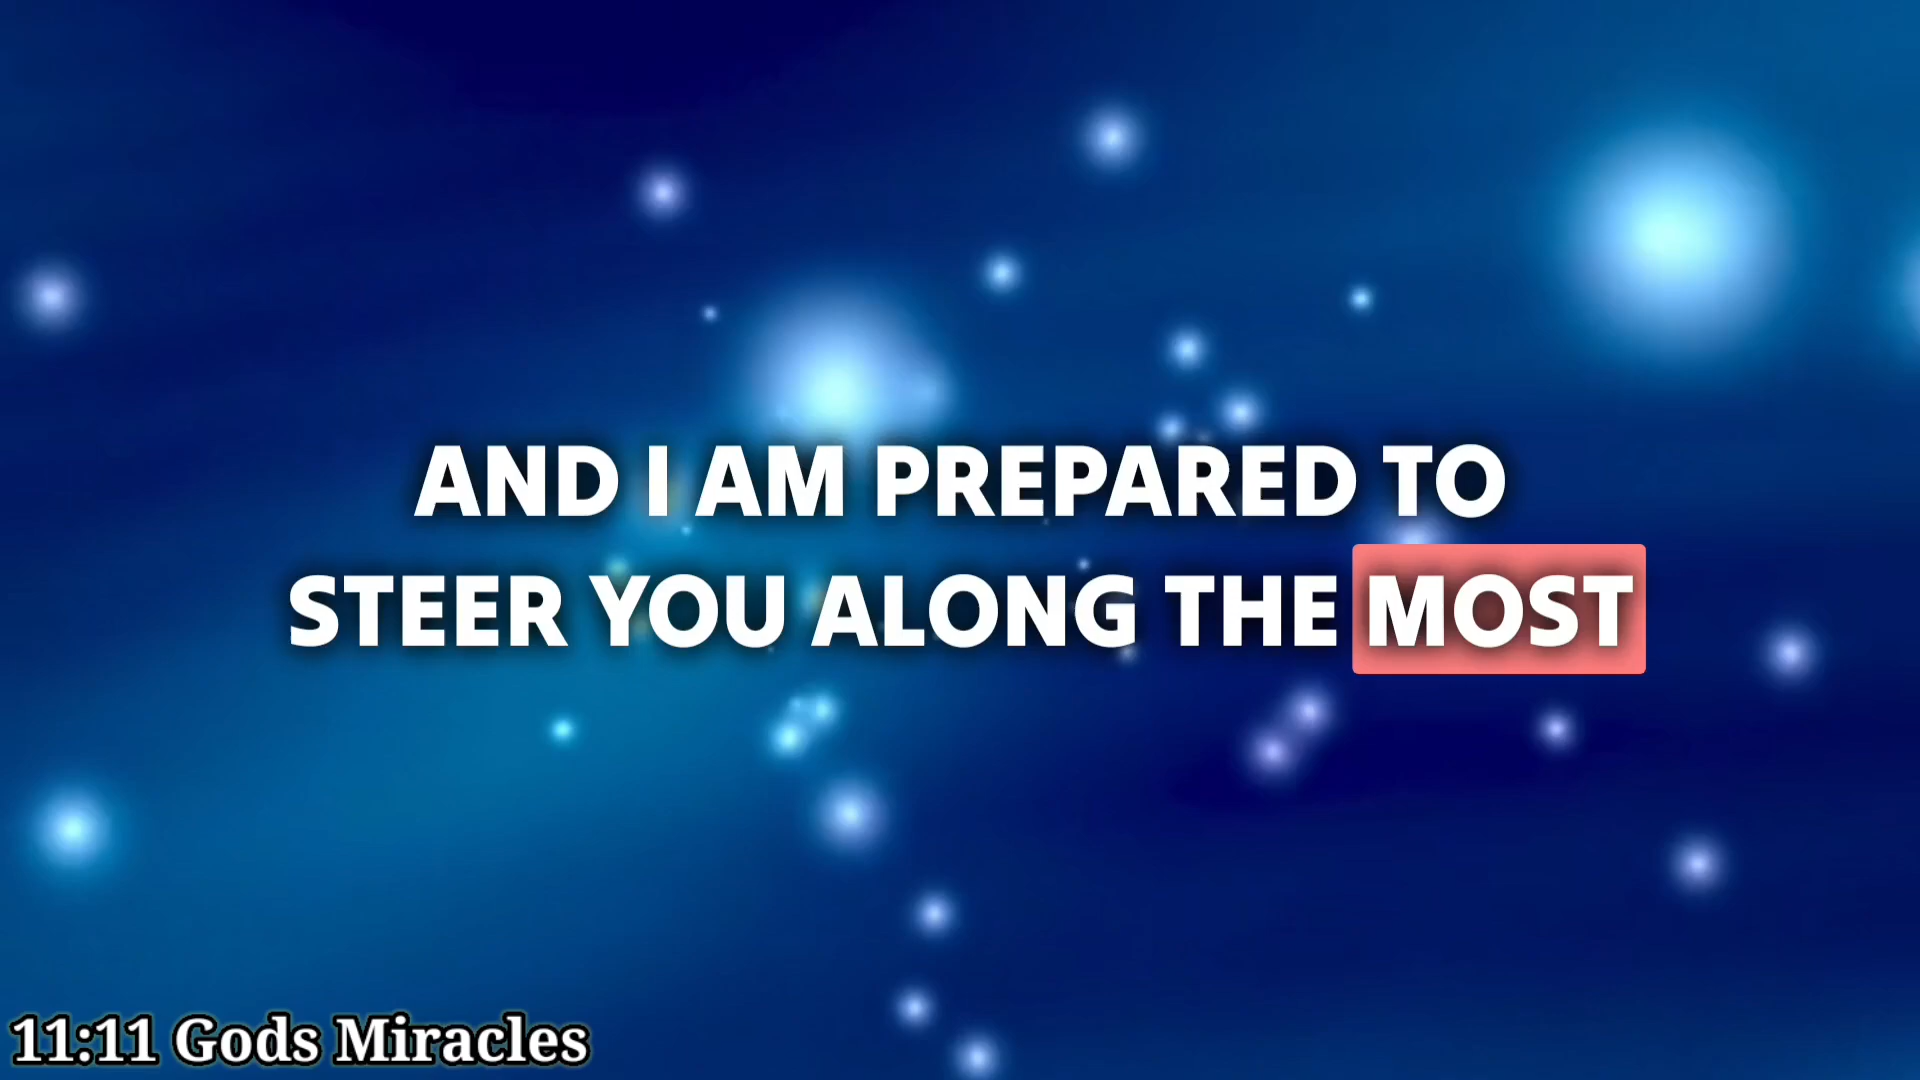 AND I AM PREPARED TO
STEER YOU ALONG THE MOST
11:11 Gods Miracles